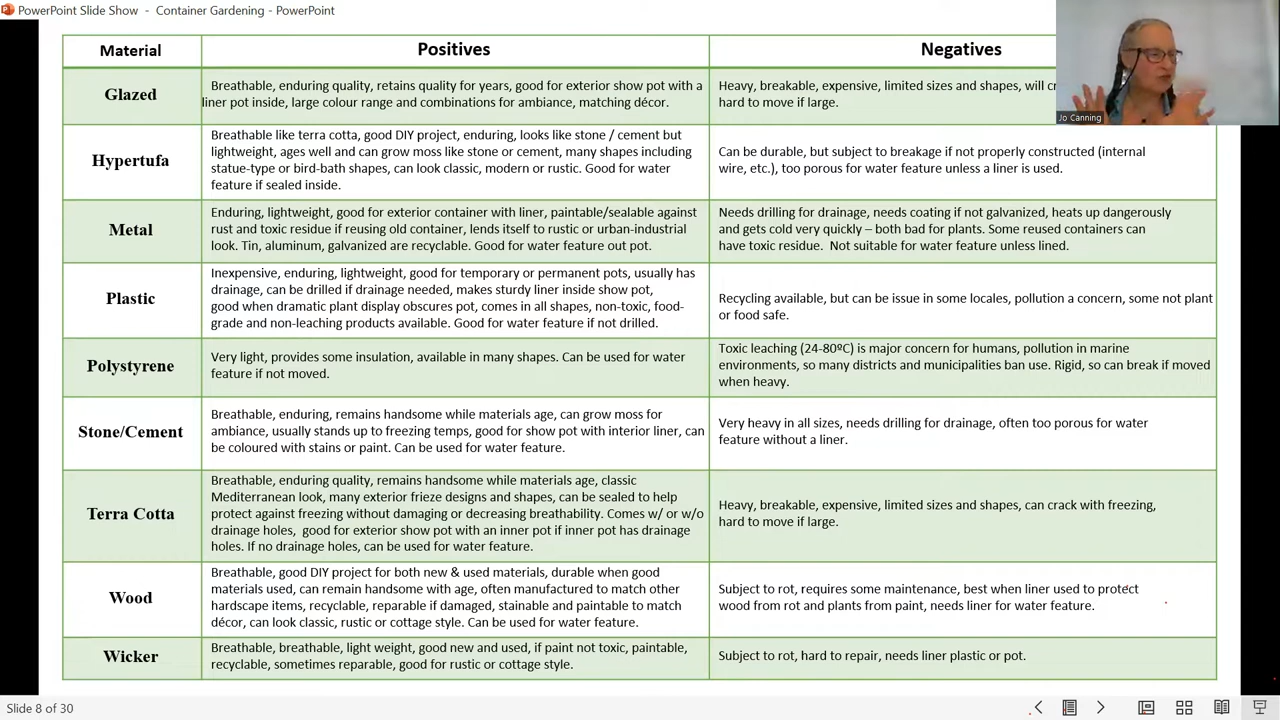 PowerPoint Slide Show - Container Gardening - PowerPoint
Material
Positives
Negatives
Glazed
Breathable, enduring quality, retains quality for years, good for exterior show pot with a
liner pot inside, large colour range and combinations for ambiance, matching décor.
Heavy, breakable, expensive, limited sizes and shapes, will
hard to move if large.
Hypertufa
Breathable like terra cotta, good DIY project, enduring, looks like stone / cement but
lightweight, ages well and can grow moss like stone or cement, many shapes including
statue-type or bird-bath shapes, can look classic, modern or rustic. Good for water
feature if sealed inside.
Can be durable, but subject to breakage if not properly constructed (internal
wire, etc.), too porous for water feature unless a liner is used.
Metal
Enduring, lightweight, good for exterior container with liner, paintable/sealable against
rust and toxic residue if reusing old container, lends itself to rustic or urban-industrial
look. Tin, aluminum, galvanized are recyclable. Good for water feature out pot.
Needs drilling for drainage, needs coating if not galvanized, heats up dangerously
and gets cold very quickly – both bad for plants. Some reused containers can
have toxic residue. Not suitable for water feature unless lined.
Plastic
Inexpensive, enduring, lightweight, good for temporary or permanent pots, usually has
drainage, can be drilled if drainage needed, makes sturdy liner inside show pot,
good when dramatic plant display obscures pot, comes in all shapes, non-toxic, food-
grade and non-leaching products available. Good for water feature if not drilled.
Recycling available, but can be issue in some locales, pollution a concern, some not plant
or food safe.
Polystyrene
Very light, provides some insulation, available in many shapes. Can be used for water
feature if not moved.
Toxic leaching (24-80ºC) is major concern for humans, pollution in marine
environments, so many districts and municipalities ban use. Rigid, so can break if moved
when heavy.
Stone/Cement
Breathable, enduring, remains handsome while materials age, can grow moss for
ambiance, usually stands up to freezing temps, good for show pot with interior liner, can
be coloured with stains or paint. Can be used for water feature.
Very heavy in all sizes, needs drilling for drainage, often too porous for water
feature without a liner.
Terra Cotta
Breathable, enduring quality, remains handsome while materials age, classic
Mediterranean look, many exterior frieze designs and shapes, can be sealed to help
protect against freezing without damaging or decreasing breathability. Comes w/ or w/o
drainage holes, good for exterior show pot with an inner pot if inner pot has drainage
holes. If no drainage holes, can be used for water feature.
Heavy, breakable, expensive, limited sizes and shapes, can crack with freezing,
hard to move if large.
Wood
Breathable, good DIY project for both new & used materials, durable when good
materials used, can remain handsome with age, often manufactured to match other
hardscape items, recyclable, reparable if damaged, stainable and paintable to match
décor, can look classic, rustic or cottage style. Can be used for water feature.
Subject to rot, requires some maintenance, best when liner used to protect
wood from rot and plants from paint, needs liner for water feature.
Wicker
Breathable, breathable, light weight, good new and used, if paint not toxic, paintable,
recyclable, sometimes reparable, good for rustic or cottage style.
Subject to rot, hard to repair, needs liner plastic or pot.
Jo Canning
Slide 8 of 30